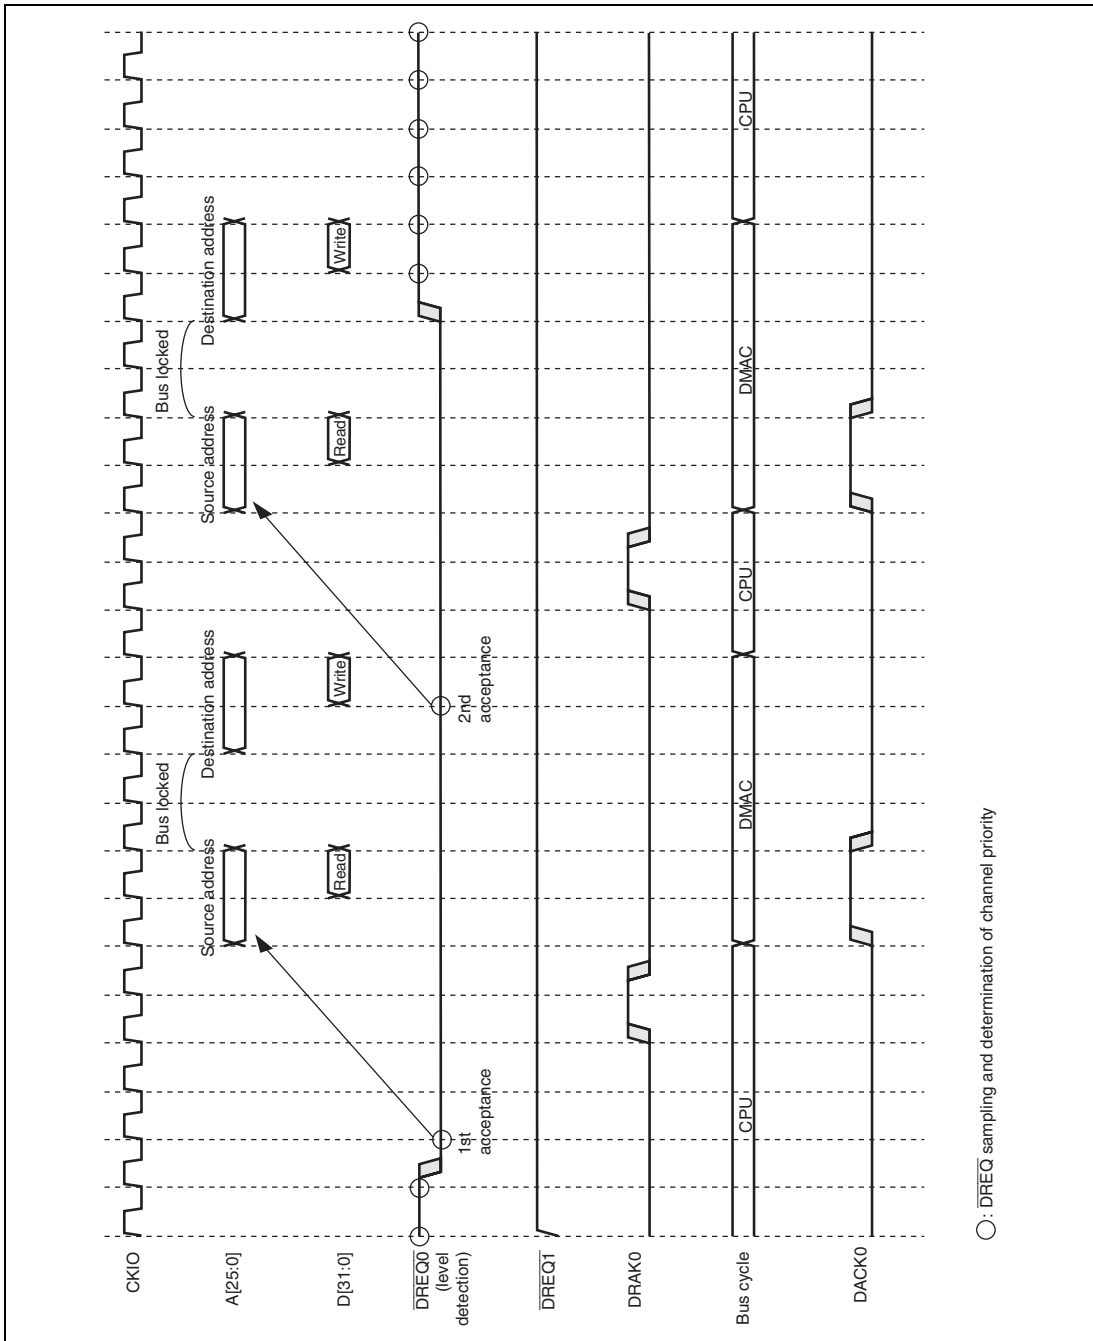 CKIO
Source address
Bus locked
Destination address
Source address
Bus locked
Destination address
A[25:0]
Read
Write
Read
Write
D[31:0]
DREQ0
(level
detection)
1st
acceptance
2nd
acceptance
DREQ1
DRAK0
CPU
DMAC
CPU
DMAC
CPU
Bus cycle
DACK0
: DREQ sampling and determination of channel priority